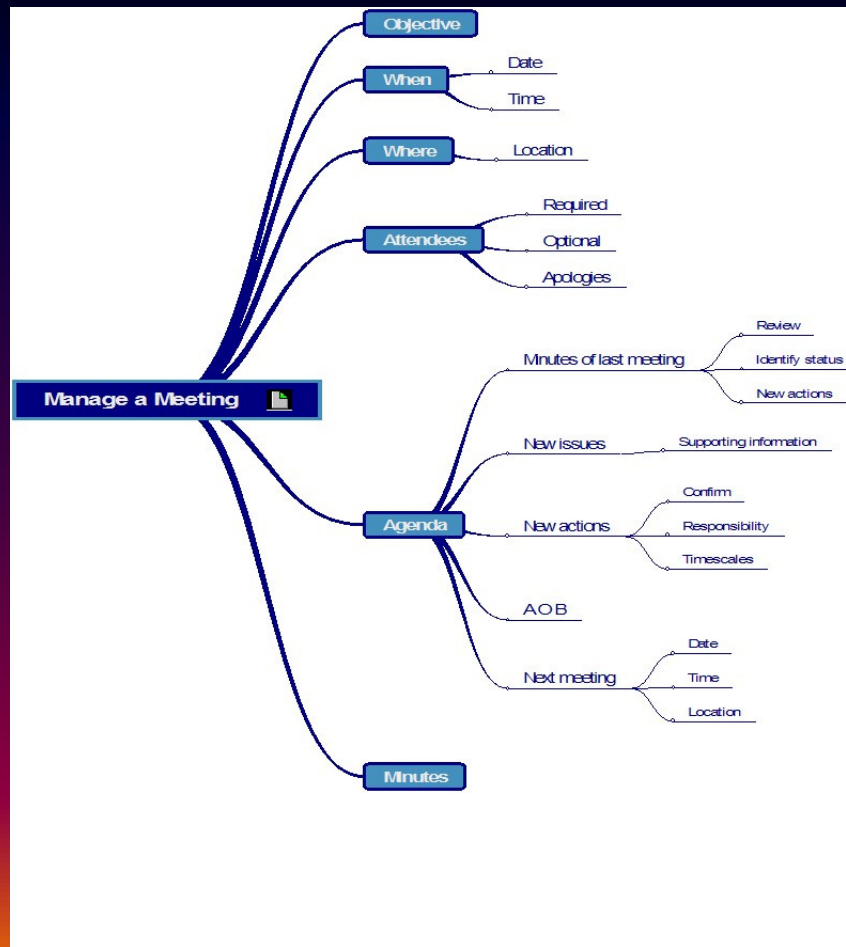 Objective
When
Date
Time
Where
Location
Attendees
Required
Optional
Apologies
Manage a Meeting
Agenda
Minutes of last meeting
Review
Identify status
New actions
New issues
Supporting information
New actions
Confirm
Responsibility
Timescales
AOB
Next meeting
Date
Time
Location
Minutes